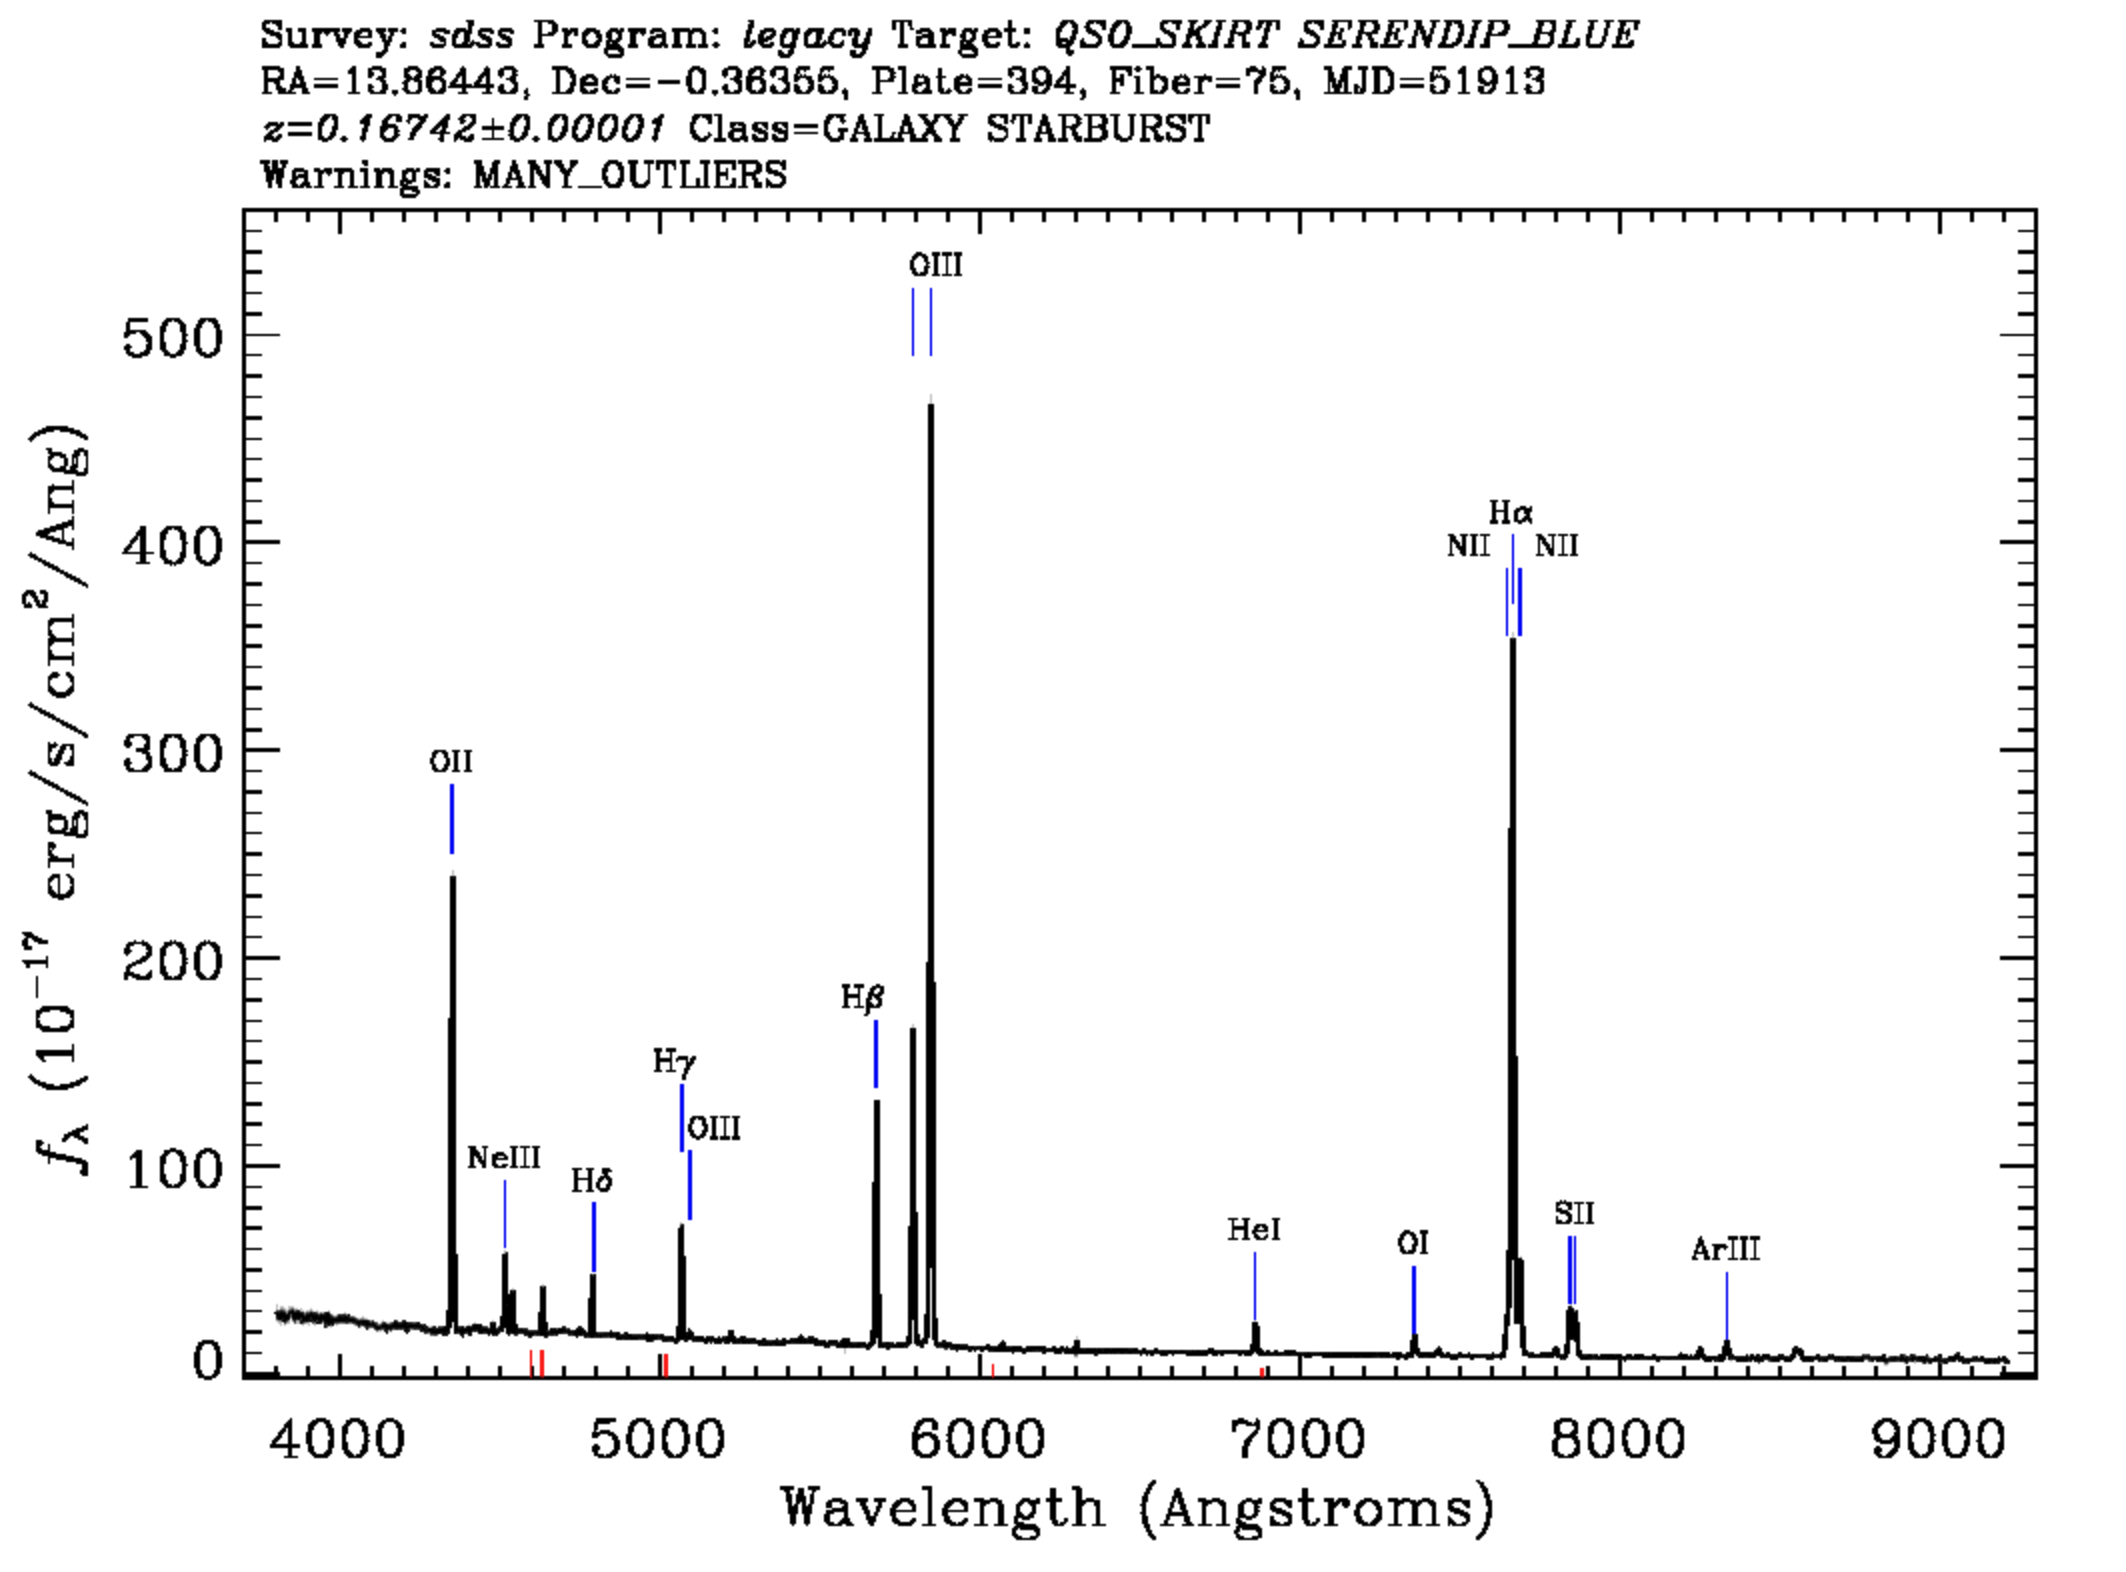 Survey: sdss Program: legacy Target: QSO_SKIRT SERENDIP_BLUE
RA=13.86443, Dec=-0.36355, Plate=394, Fiber=75, MJD=51913
z=0.16742±0.00001 Class=GALAXY STARBURST
Warnings: MANY_OUTLIERS
OIII
500
Hα
400
NII NII
300
OII
200
Hβ
Hγ
OIII
100
NeIII
Hδ
SII
HeI
OI
ArIII
0
f_λ (10⁻¹⁷ erg/s/cm²/Ang)
4000 5000 6000 7000 8000 9000
Wavelength (Angstroms)